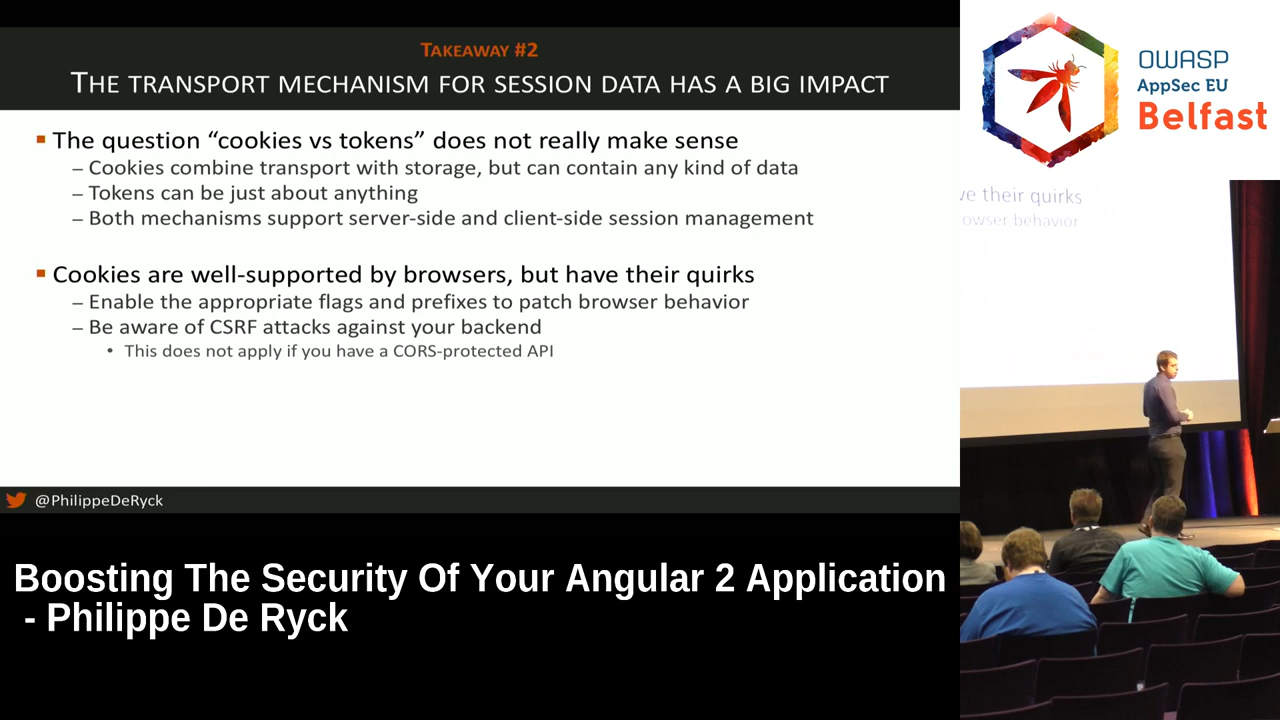 TAKEAWAY #2
THE TRANSPORT MECHANISM FOR SESSION DATA HAS A BIG IMPACT
▪ The question “cookies vs tokens” does not really make sense
– Cookies combine transport with storage, but can contain any kind of data
– Tokens can be just about anything
– Both mechanisms support server-side and client-side session management
▪ Cookies are well-supported by browsers, but have their quirks
– Enable the appropriate flags and prefixes to patch browser behavior
– Be aware of CSRF attacks against your backend
• This does not apply if you have a CORS-protected API
@PhilippeDeRyck
Boosting The Security Of Your Angular 2 Application
- Philippe De Ryck
OWASP
AppSec EU
Belfast
ve their quirks
owser behavior